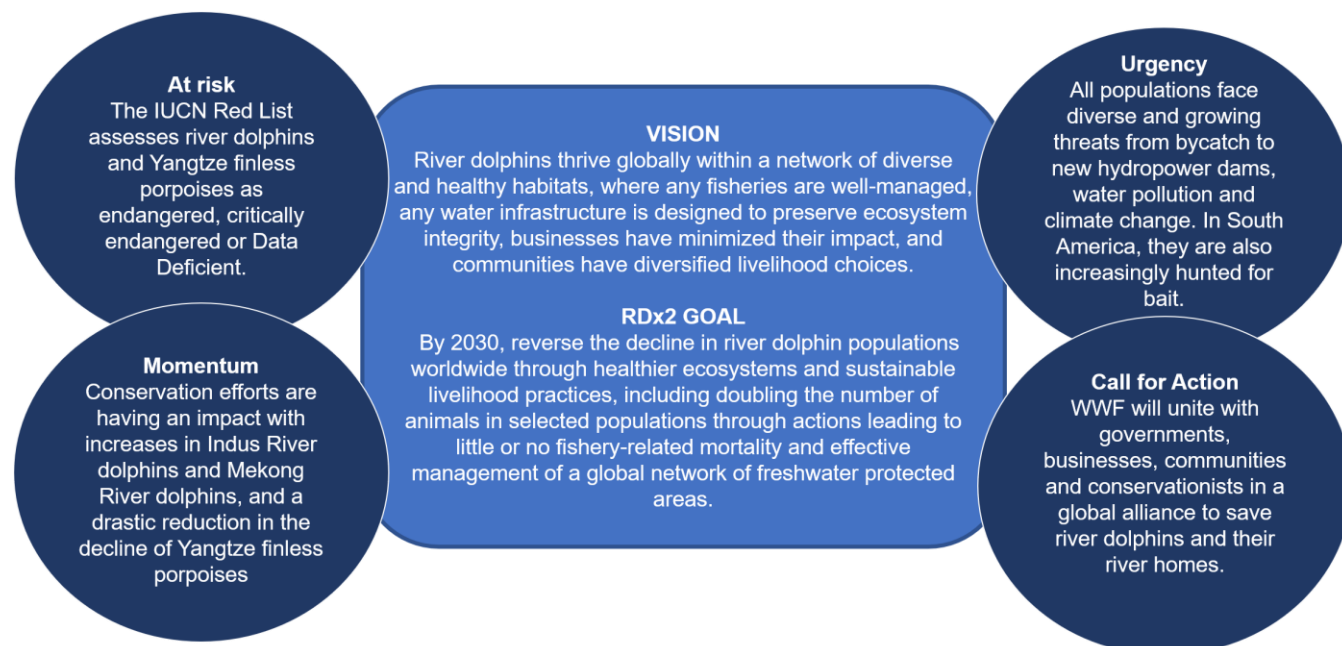 At risk
The IUCN Red List
assesses river dolphins
and Yangtze finless
porpoises as
endangered, critically
endangered or Data
Deficient.
Momentum
Conservation efforts are
having an impact with
increases in Indus River
dolphins and Mekong
River dolphins, and a
drastic reduction in the
decline of Yangtze finless
porpoises
VISION
River dolphins thrive globally within a network of diverse
and healthy habitats, where any fisheries are well-managed,
any water infrastructure is designed to preserve ecosystem
integrity, businesses have minimized their impact, and
communities have diversified livelihood choices.
RDx2 GOAL
By 2030, reverse the decline in river dolphin populations
worldwide through healthier ecosystems and sustainable
livelihood practices, including doubling the number of
animals in selected populations through actions leading to
little or no fishery-related mortality and effective
management of a global network of freshwater protected
areas.
Urgency
All populations face
diverse and growing
threats from bycatch to
new hydropower dams,
water pollution and
climate change. In South
America, they are also
increasingly hunted for
bait.
Call for Action
WWF will unite with
governments,
businesses, communities
and conservationists in a
global alliance to save
river dolphins and their
river homes.